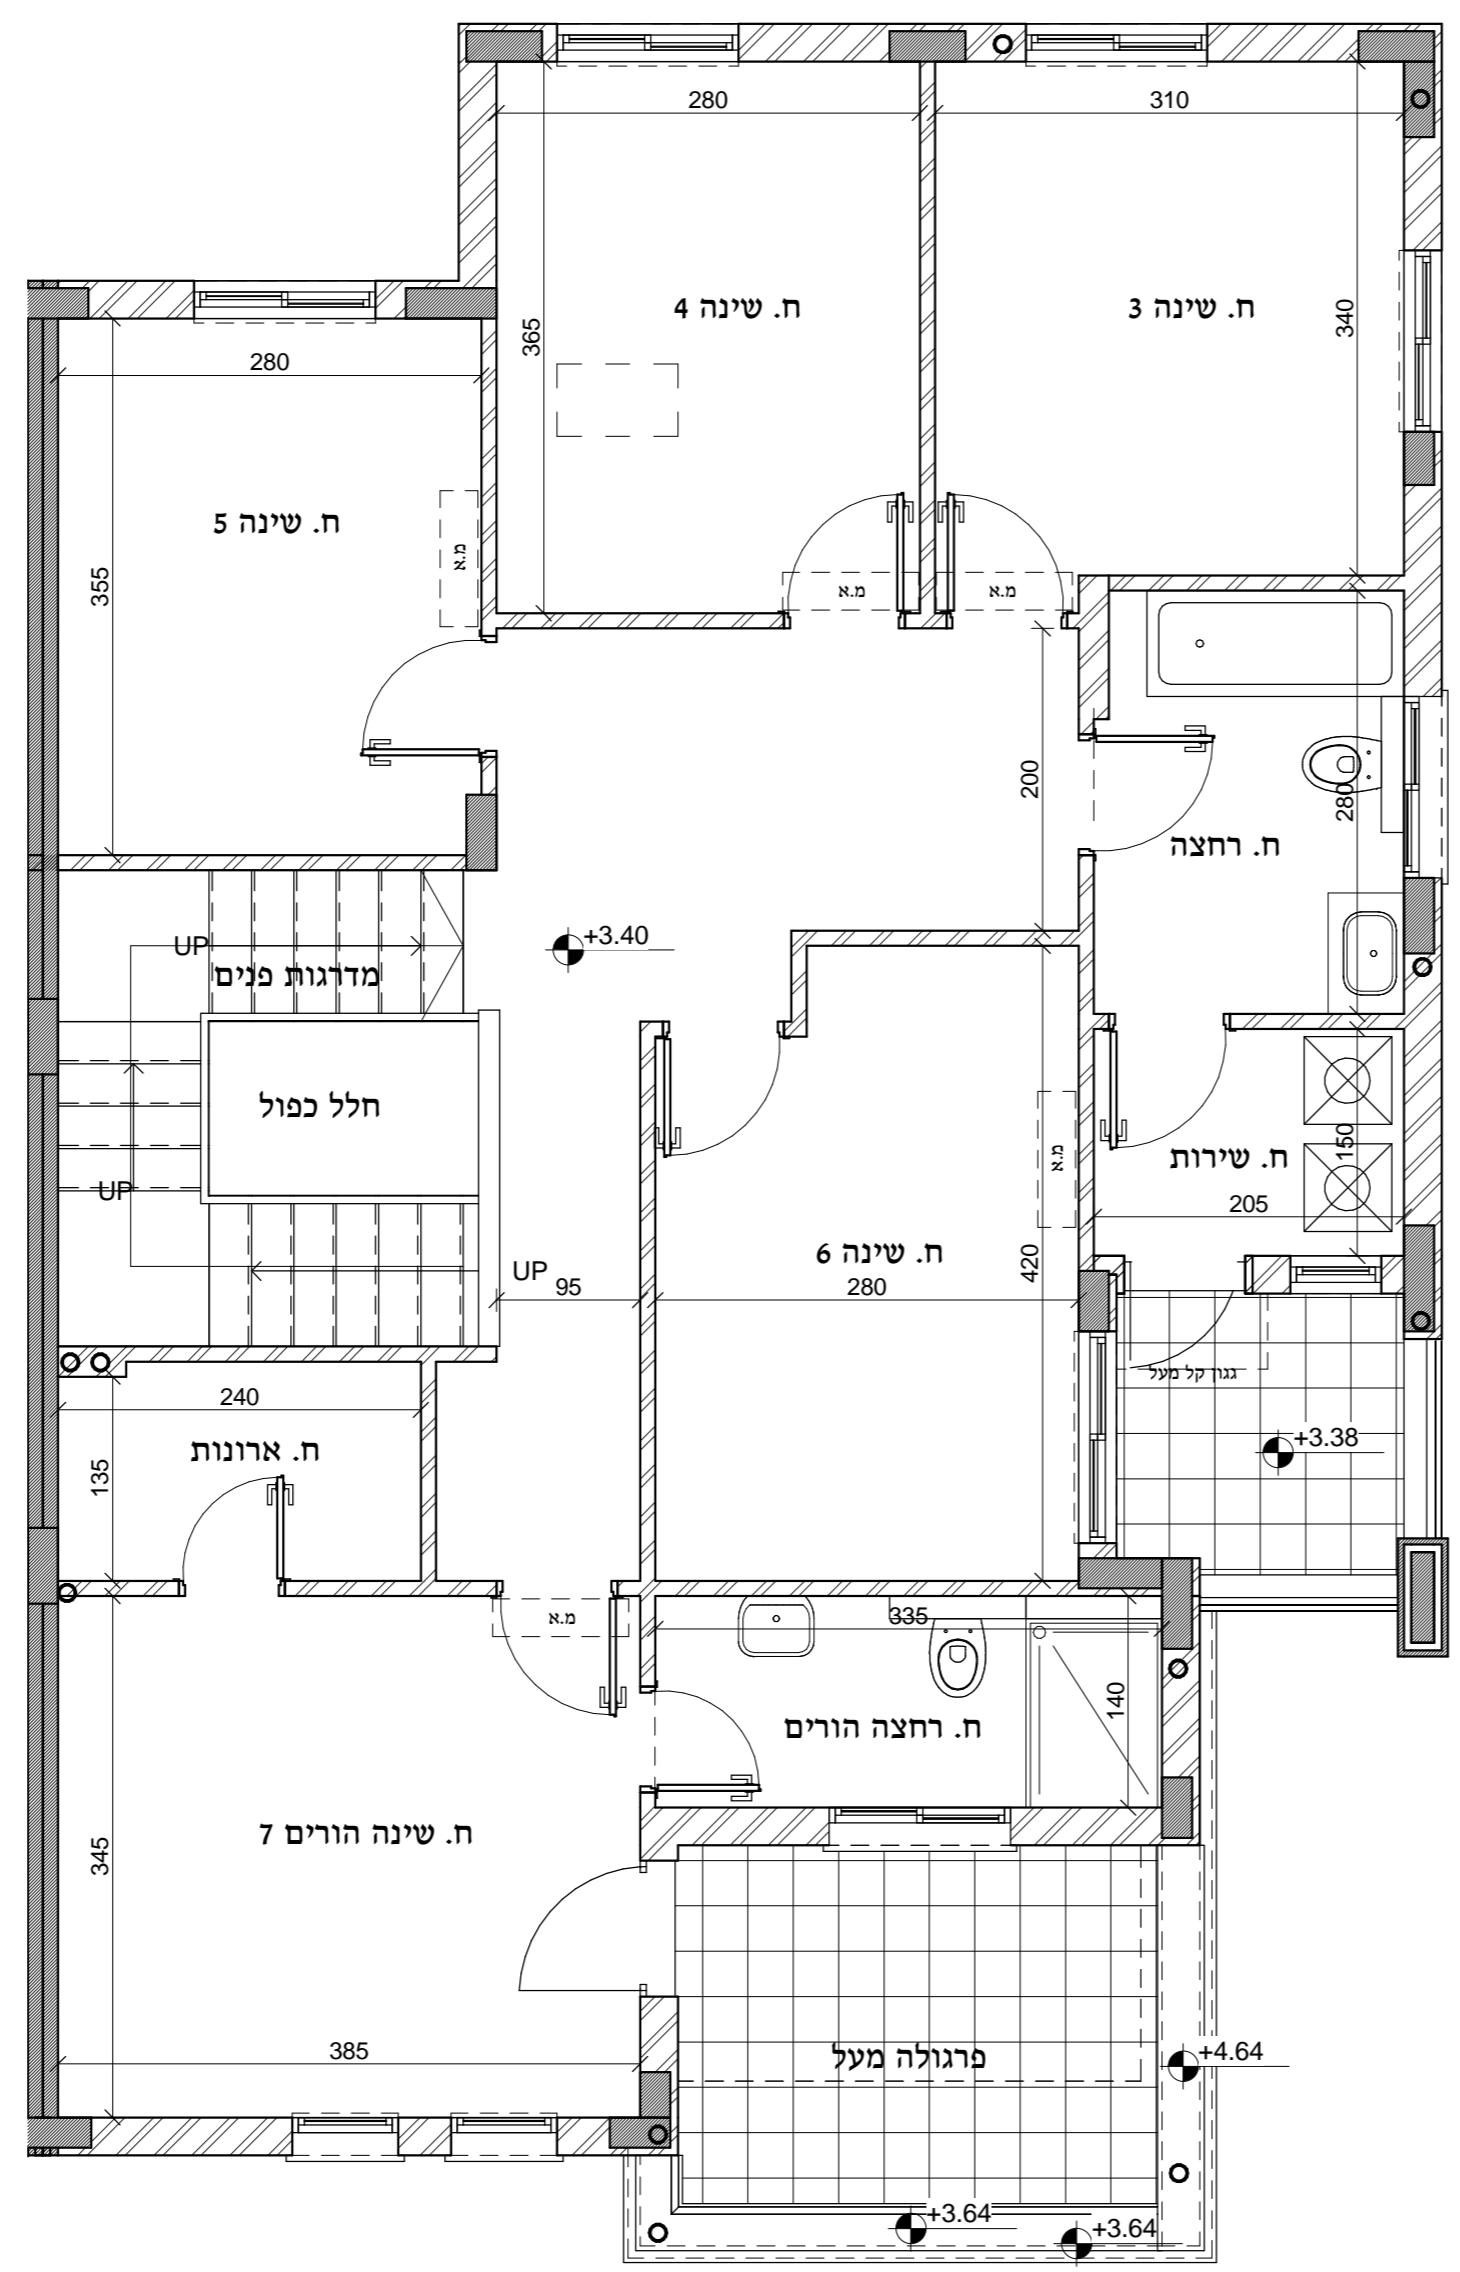 280
310
ח. שינה 4
ח. שינה 3
365
340
280
ח. שינה 5
מ.א
355
מ.א
מ.א
200
280
ח. רחצה
+3.40
UP
מדרגות פנים
חלל כפול
UP
UP
מ.א
150
ח. שירות
205
ח. שינה 6
420
95
280
גגון קל מעל
+3.38
240
ח. ארונות
135
מ.א
335
140
ח. רחצה הורים
ח. שינה הורים 7
345
385
פרגולה מעל
+4.64
+3.64
+3.64